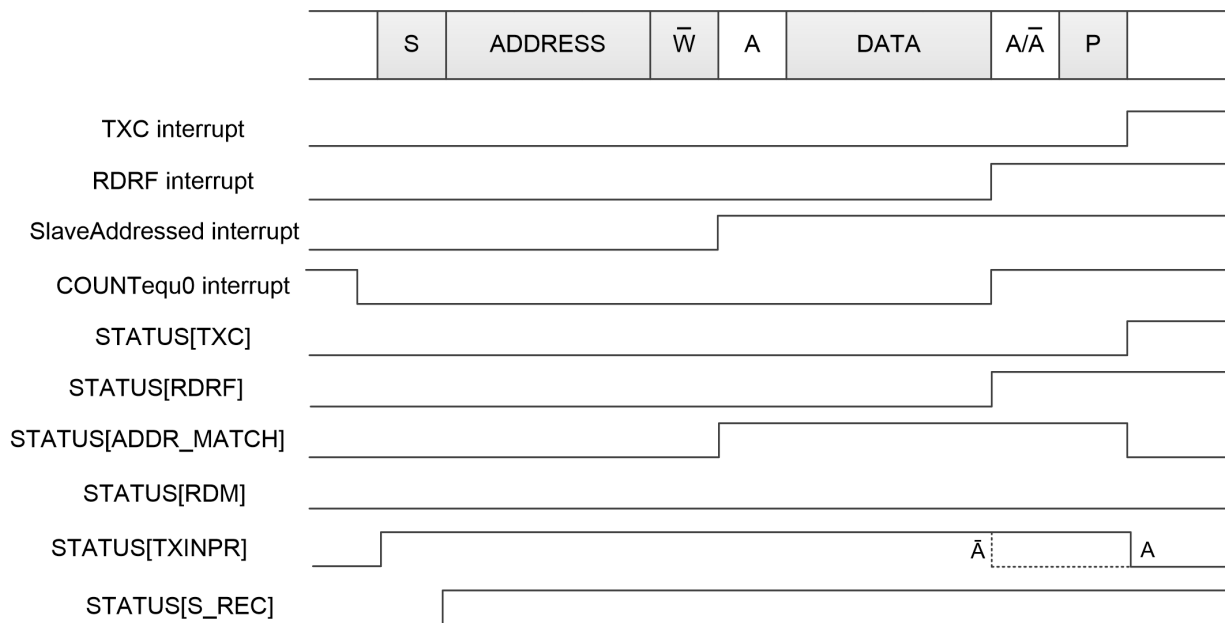 S ADDRESS W̅ A DATA A/A̅ P
TXC interrupt
RDRF interrupt
SlaveAddressed interrupt
COUNTequ0 interrupt
STATUS[TXC]
STATUS[RDRF]
STATUS[ADDR_MATCH]
STATUS[RDM]
STATUS[TXINPR] A̅ A
STATUS[S_REC]